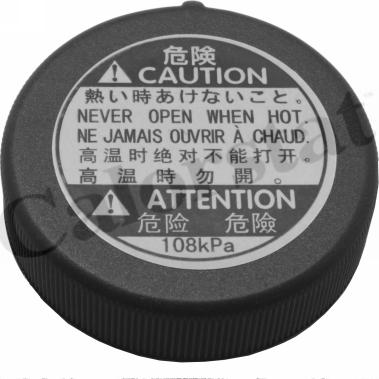 危険
CAUTION
熱い時あけないこと。
NEVER OPEN WHEN HOT.
NE JAMAIS OUVRIR À CHAUD.
高温时绝对不能打开。
高温時勿開。
ATTENTION
危险 危險
108kPa
Calorstat